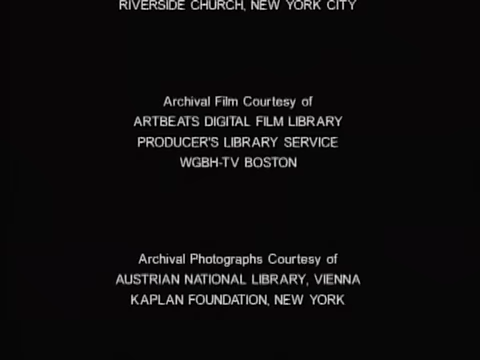 RIVERSIDE CHURCH, NEW YORK CITY
Archival Film Courtesy of
ARTBEATS DIGITAL FILM LIBRARY
PRODUCER'S LIBRARY SERVICE
WGBH-TV BOSTON
Archival Photographs Courtesy of
AUSTRIAN NATIONAL LIBRARY, VIENNA
KAPLAN FOUNDATION, NEW YORK